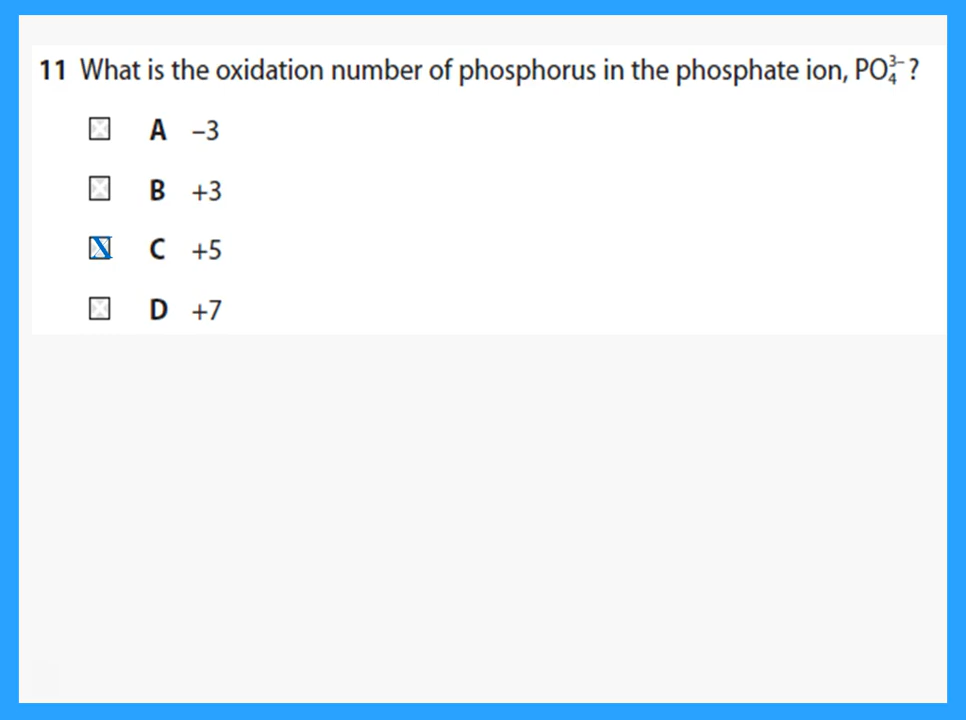 11 What is the oxidation number of phosphorus in the phosphate ion, PO₄³⁻?
A –3
B +3
C +5
D +7